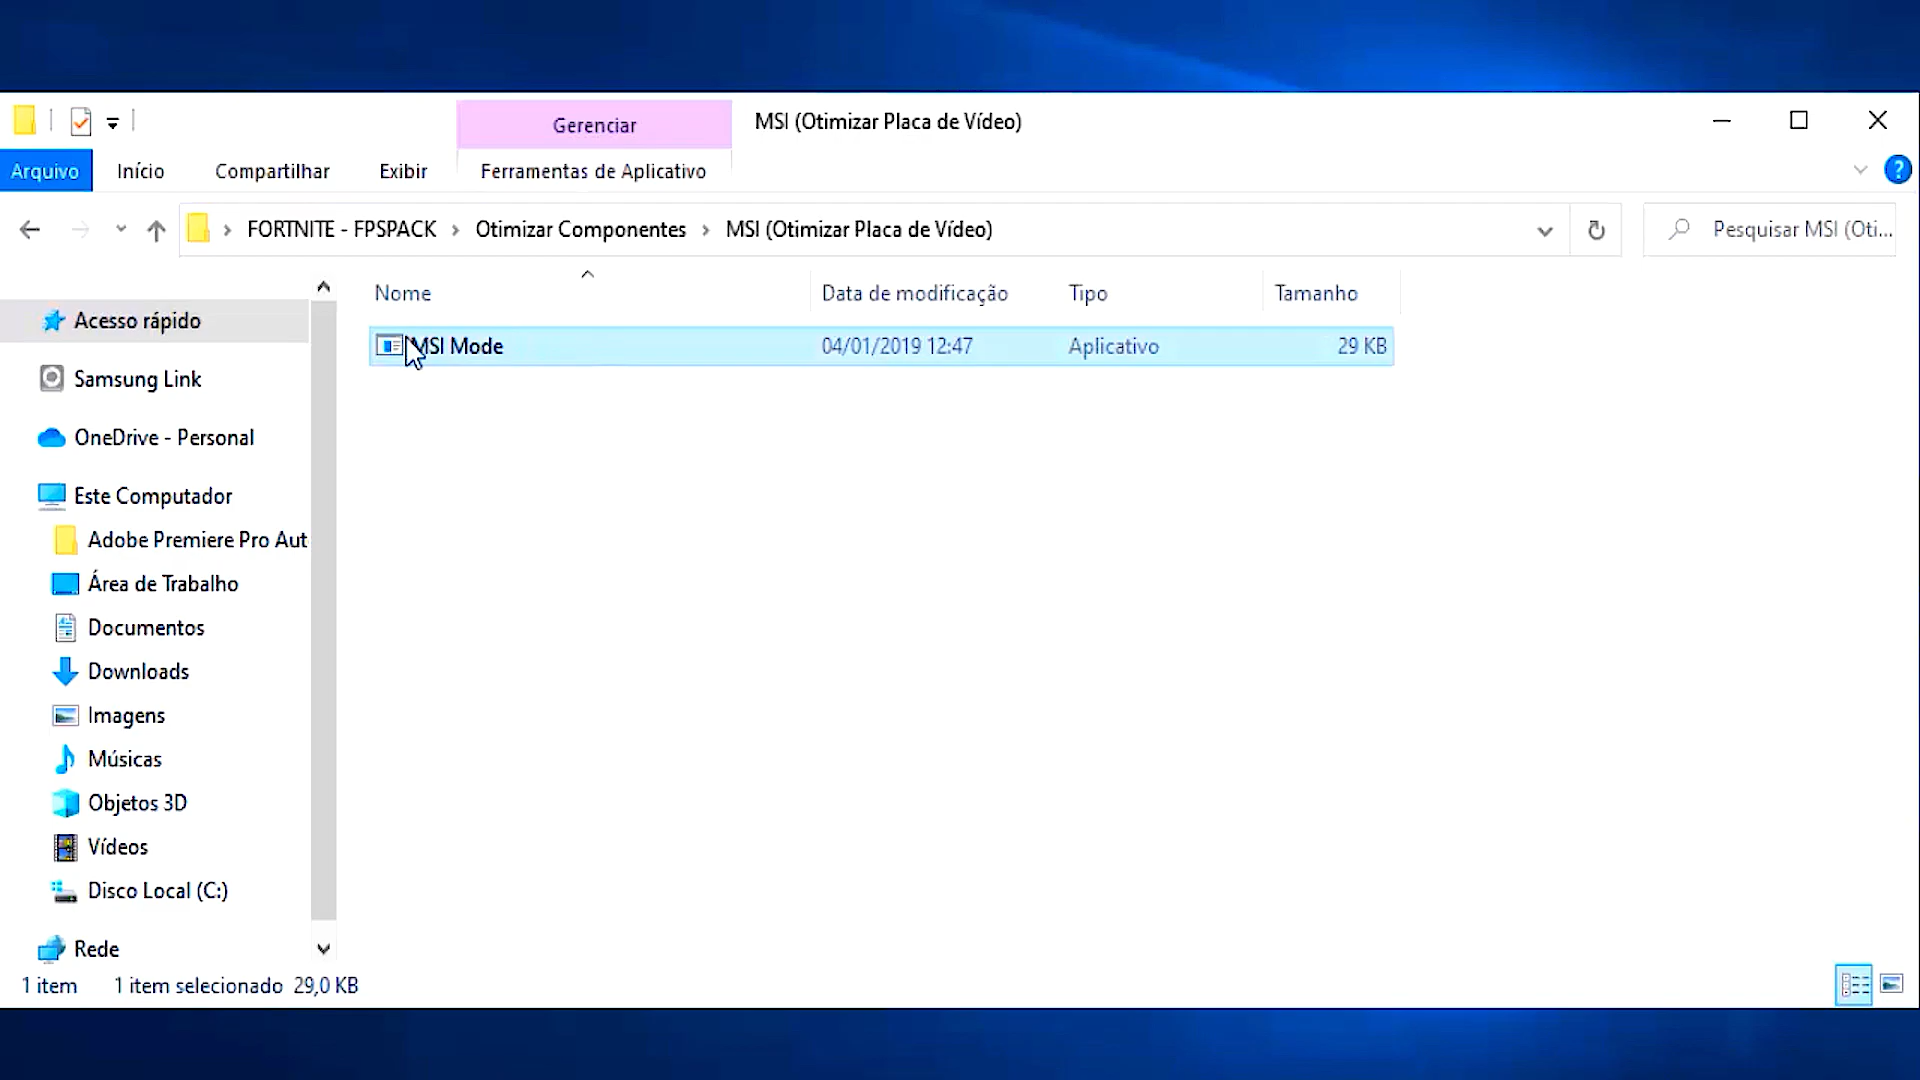 Gerenciar
MSI (Otimizar Placa de Vídeo)
Arquivo
Início
Compartilhar
Exibir
Ferramentas de Aplicativo
?
FORTNITE - FPSPACK
Otimizar Componentes
MSI (Otimizar Placa de Vídeo)
Pesquisar MSI (Oti...
Nome
Data de modificação
Tipo
Tamanho
MSI Mode
04/01/2019 12:47
Aplicativo
29 KB
Acesso rápido
Samsung Link
OneDrive - Personal
Este Computador
Adobe Premiere Pro Aut
Área de Trabalho
Documentos
Downloads
Imagens
Músicas
Objetos 3D
Vídeos
Disco Local (C:)
Rede
1 item
1 item selecionado 29,0 KB